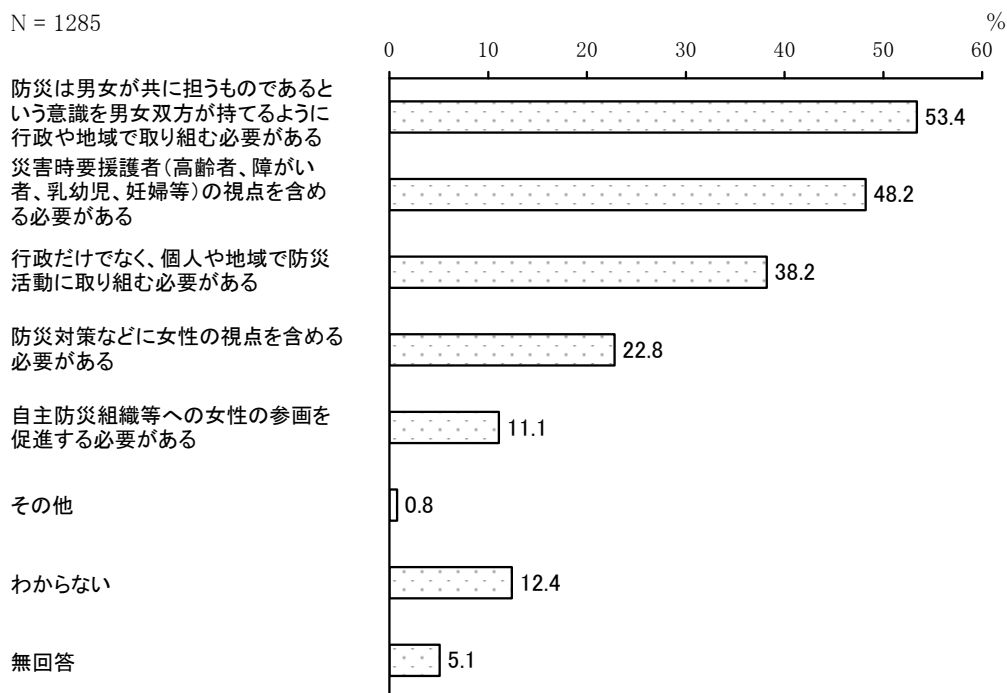 N = 1285
%
0 10 20 30 40 50 60
防災は男女が共に担うものであると
いう意識を男女双方が持てるように
行政や地域で取り組む必要がある
53.4
災害時要援護者（高齢者、障がい
者、乳幼児、妊婦等）の視点を含め
る必要がある
48.2
行政だけでなく、個人や地域で防災
活動に取り組む必要がある
38.2
防災対策などに女性の視点を含める
必要がある
22.8
自主防災組織等への女性の参画を
促進する必要がある
11.1
その他
0.8
わからない
12.4
無回答
5.1